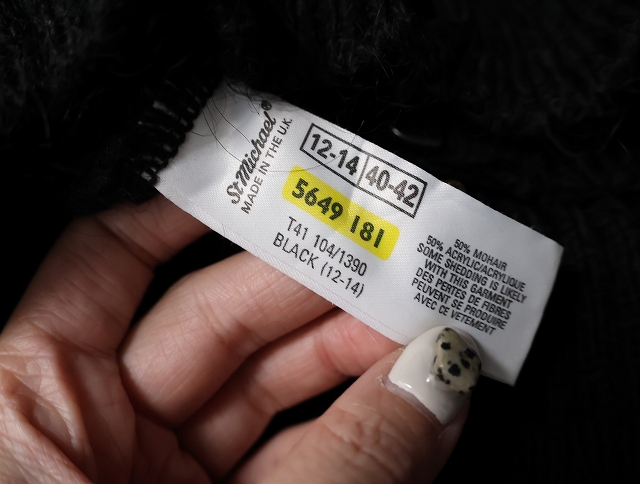 St Michael®
MADE IN THE U.K.
12-14 40-42
5649 181
T41 104/1390
BLACK (12-14)
50% MOHAIR
50% ACRYLIC/ACRYLIQUE
SOME SHEDDING IS LIKELY
WITH THIS GARMENT
DES PERTES DE FIBRES
PEUVENT SE PRODUIRE
AVEC CE VETEMENT